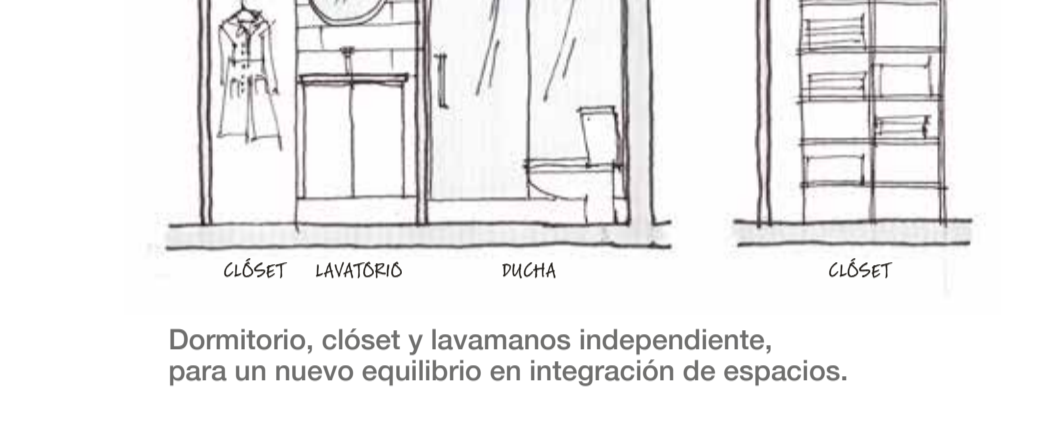 CLÓSET LAVATORIO DUCHA CLÓSET
Dormitorio, clóset y lavamanos independiente,
para un nuevo equilibrio en integración de espacios.